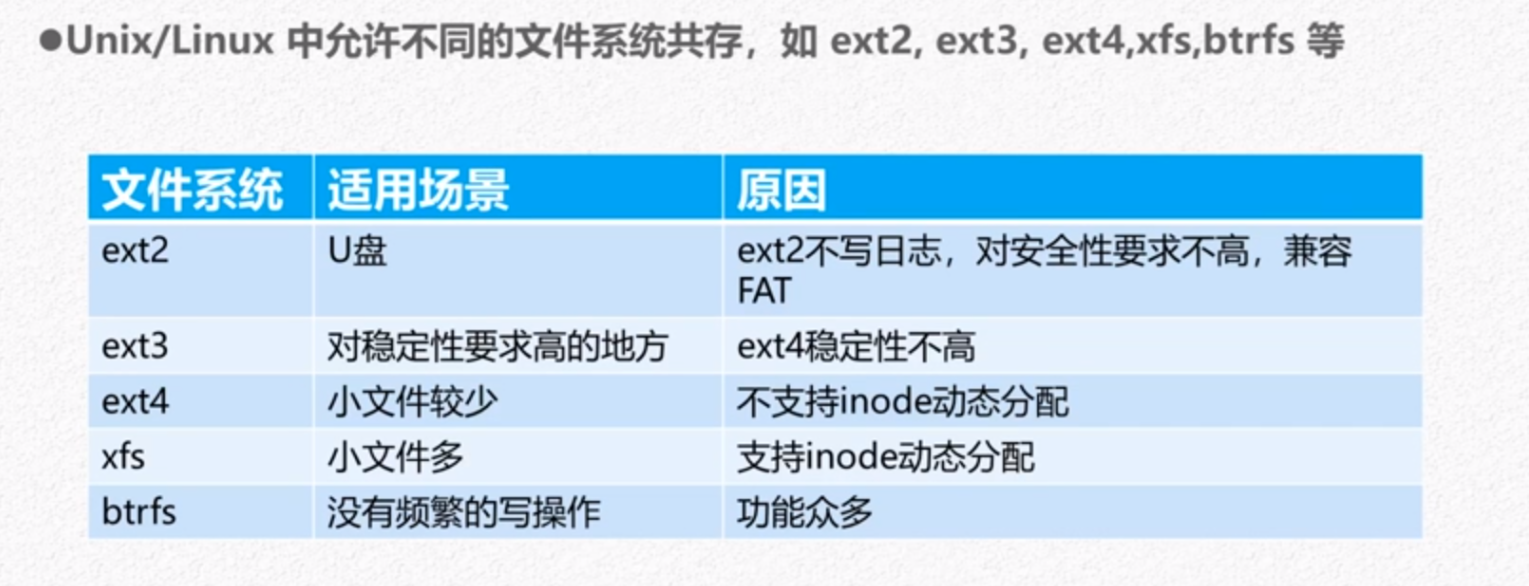 ●Unix/Linux 中允许不同的文件系统共存，如 ext2, ext3, ext4,xfs,btrfs 等
文件系统 适用场景 原因
ext2 U盘 ext2不写日志，对安全性要求不高，兼容
FAT
ext3 对稳定性要求高的地方 ext4稳定性不高
ext4 小文件较少 不支持inode动态分配
xfs 小文件多 支持inode动态分配
btrfs 没有频繁的写操作 功能众多